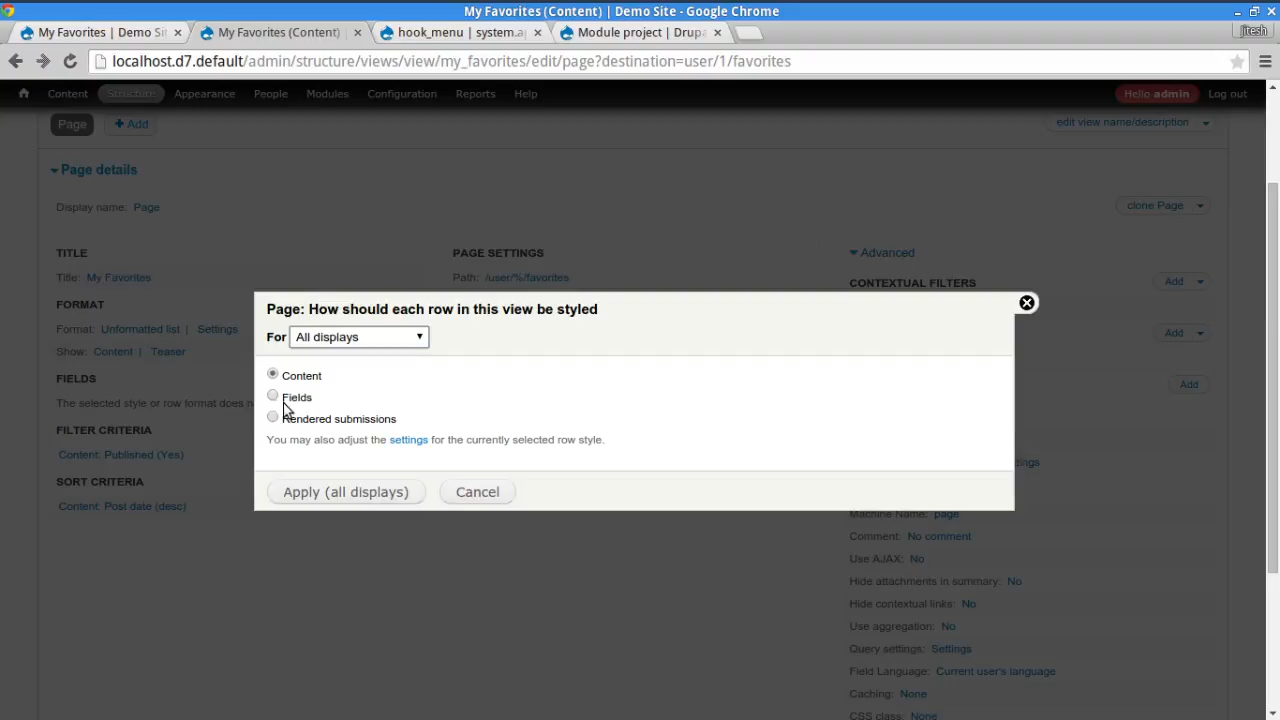 My Favorites (Content) | Demo Site - Google Chrome
My Favorites | Demo Sit
My Favorites (Content)
hook_menu | system.a
Module project | Drupa
jitesh
localhost.d7.default/admin/structure/views/view/my_favorites/edit/page?destination=user/1/favorites
Content Structure Appearance People Modules Configuration Reports Help Hello admin Log out
Page + Add edit view name/description
Page details
Display name: Page clone Page
TITLE PAGE SETTINGS Advanced
Title: My Favorites Path: /user/%/favorites CONTEXTUAL FILTERS Add
FORMAT
Format: Unformatted list | Settings Add
Show: Content | Teaser
FIELDS Add
The selected style or row format does n
FILTER CRITERIA
Content: Published (Yes)
SORT CRITERIA
Content: Post date (desc)
Page: How should each row in this view be styled
For All displays
Content
Fields
Rendered submissions
You may also adjust the settings for the currently selected row style.
Apply (all displays) Cancel
ttings
Machine Name: page
Comment: No comment
Use AJAX: No
Hide attachments in summary: No
Hide contextual links: No
Use aggregation: No
Query settings: Settings
Field Language: Current user's language
Caching: None
CSS class: None